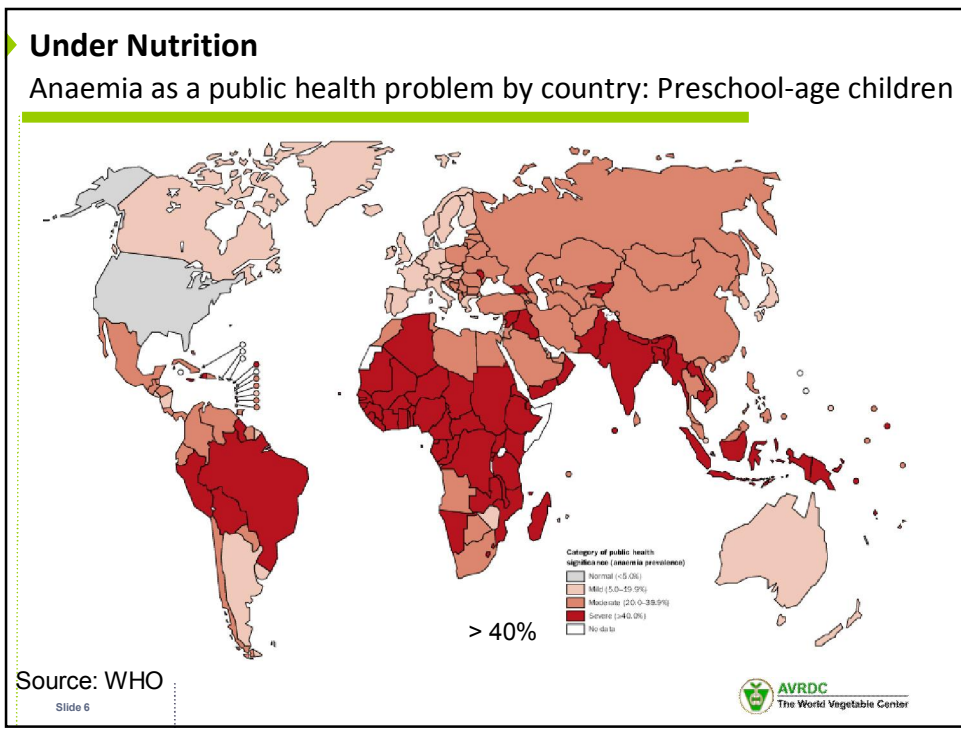 Under Nutrition
Anaemia as a public health problem by country: Preschool-age children
Category of public health
significance (anaemia prevalence)
Normal (<5.0%)
Mild (5.0–19.9%)
Moderate (20.0–39.9%)
Severe (≥40.0%)
No data
> 40%
Source: WHO
Slide 6
AVRDC
The World Vegetable Center